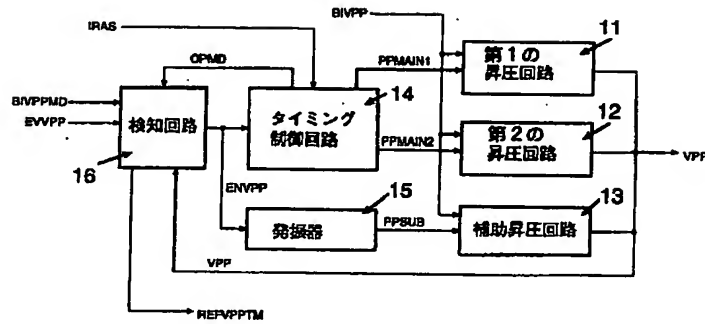 IRAS
BIVPP
11
OPMD
PPMAIN1
第1の
昇圧回路
BIVPPMD
EVVPP
検知回路
16
タイミング
制御回路
14
12
第2の
昇圧回路
PPMAIN2
VPP
ENVPP
15
発振器
PPSUB
13
補助昇圧回路
VPP
REFVPPTM